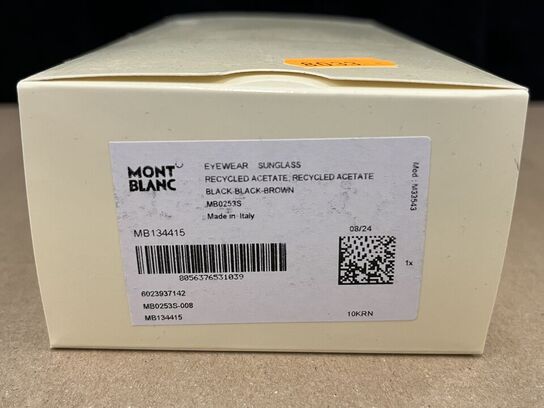 8033
MONT
BLANC
EYEWEAR SUNGLASS
RECYCLED ACETATE; RECYCLED ACETATE
BLACK-BLACK-BROWN
MB0253S
Made in Italy
Mod : M33543
MB134415
08/24
1x
8056376531039
6023937142
MB0253S-008
MB134415
10KRN